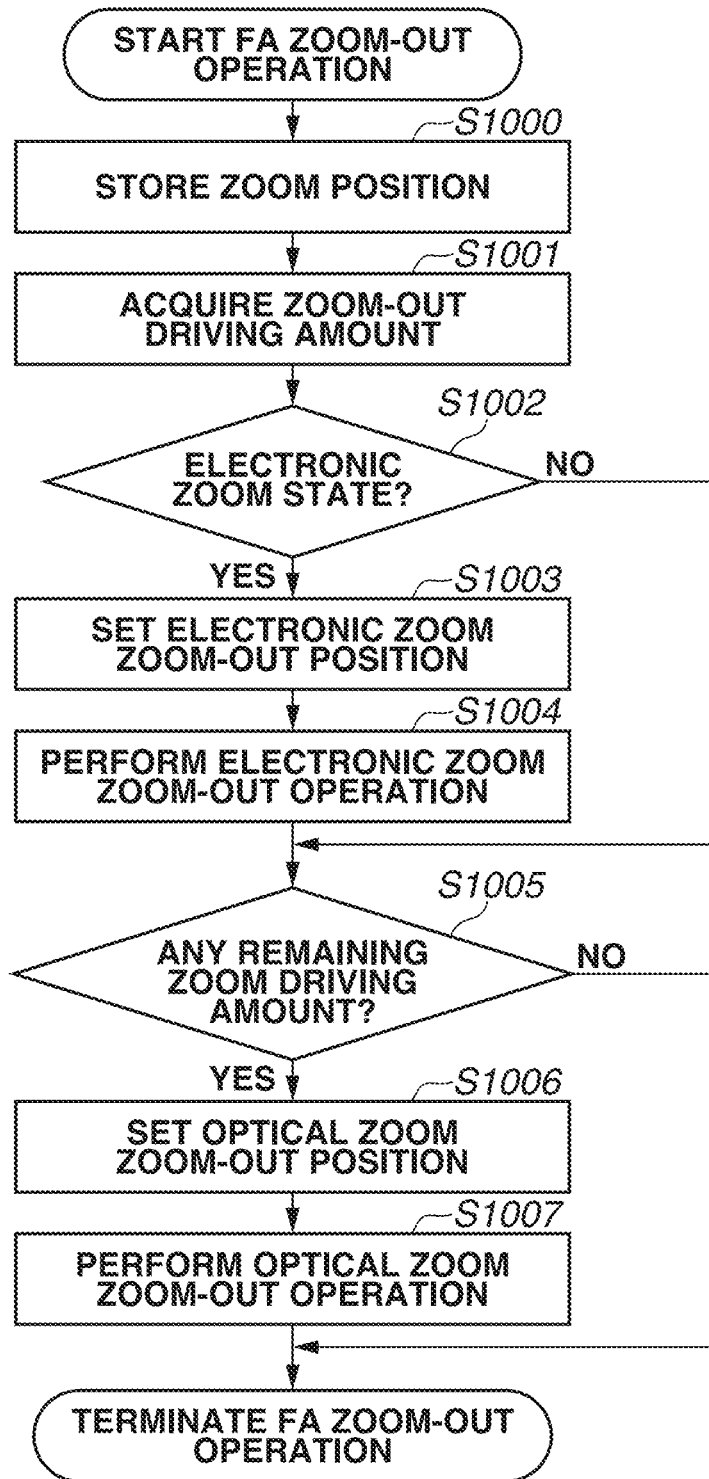 START FA ZOOM-OUT
OPERATION
S1000
STORE ZOOM POSITION
S1001
ACQUIRE ZOOM-OUT
DRIVING AMOUNT
S1002
ELECTRONIC
ZOOM STATE?
NO
YES
S1003
SET ELECTRONIC ZOOM
ZOOM-OUT POSITION
S1004
PERFORM ELECTRONIC ZOOM
ZOOM-OUT OPERATION
S1005
ANY REMAINING
ZOOM DRIVING
AMOUNT?
NO
YES
S1006
SET OPTICAL ZOOM
ZOOM-OUT POSITION
S1007
PERFORM OPTICAL ZOOM
ZOOM-OUT OPERATION
TERMINATE FA ZOOM-OUT
OPERATION